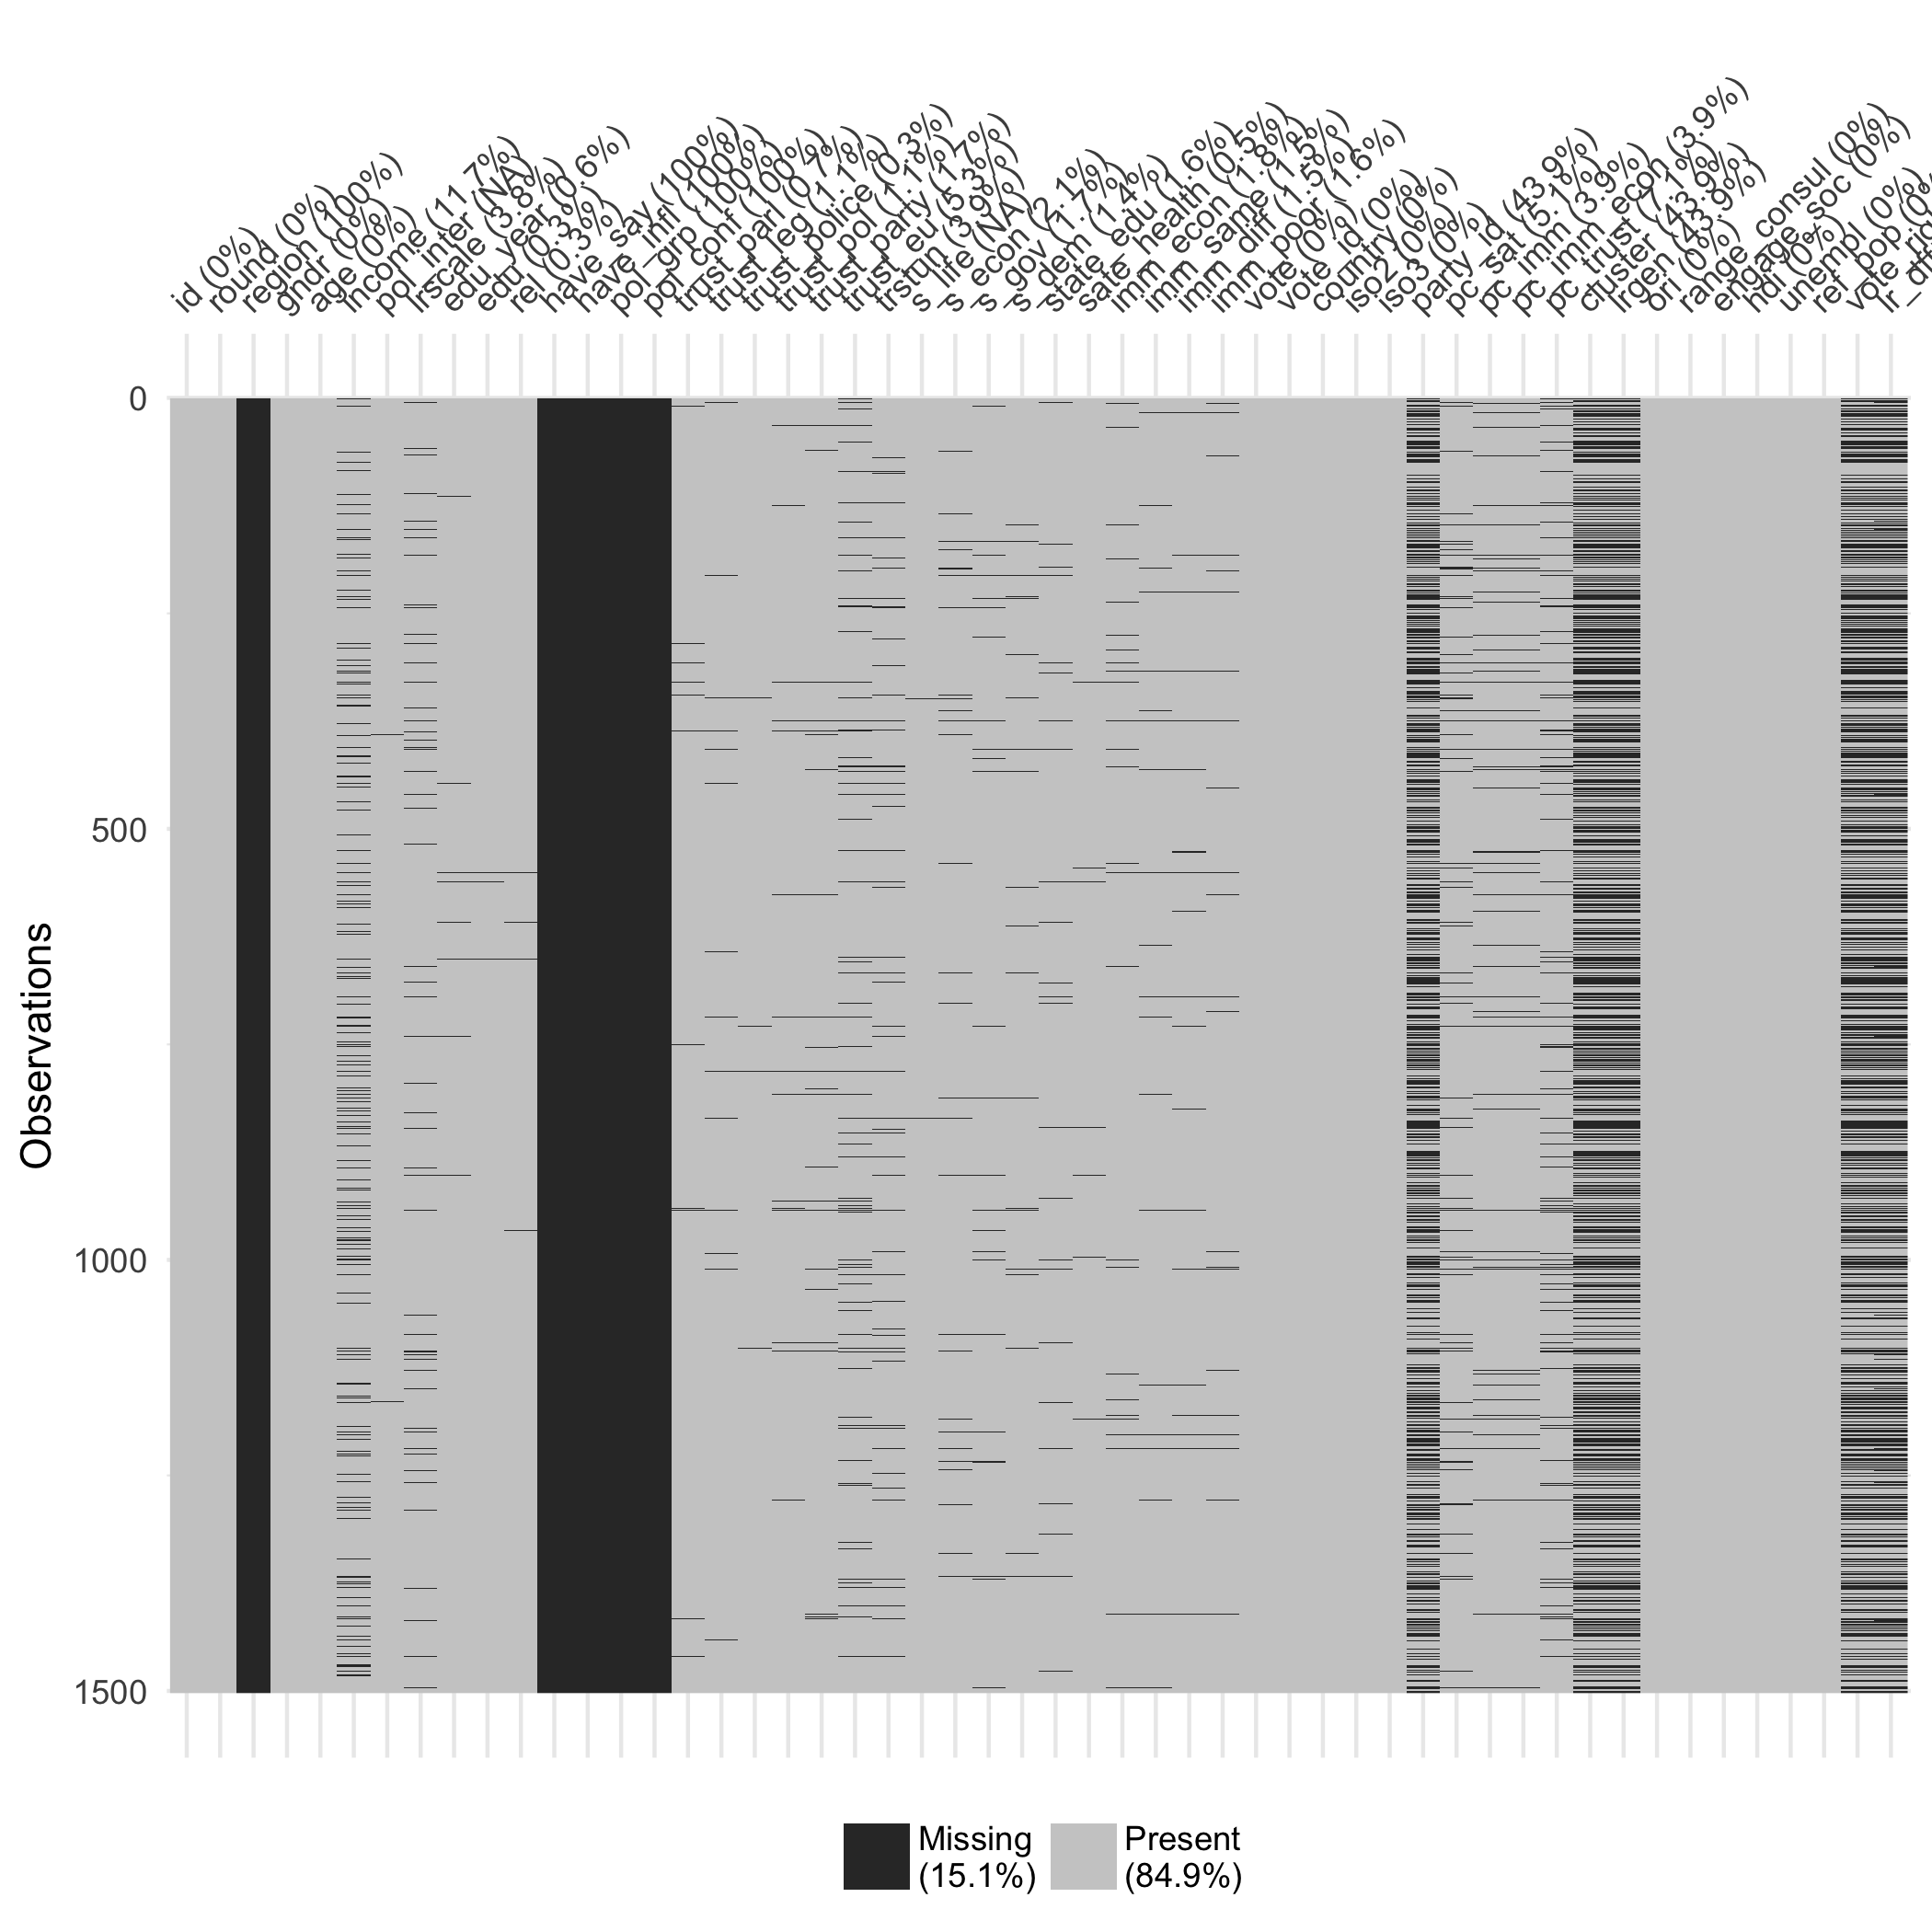 id (0%)
round (0%)
region (100%)
gndr (0%)
age (0%)
income (11.7%)
pol_inter (NA)
lrscale (3.8%)
edu_year (0.6%)
edu (0.3%)
rel (0.3%)
have_say (100%)
have_infl (100%)
pol_grp (100%)
pol_conf (100%)
trust_parl (0.7%)
trust_leg (1.1%)
trust_police (0.3%)
trust_pol (1.1%)
trust_party (1.7%)
trust_eu (5.3%)
trstun (3.9%)
s_life (NA)
s_econ (2.1%)
s_gov (1.7%)
s_dem (1.4%)
state_edu (1.6%)
sate_health (0.5%)
imm_econ (1.8%)
imm_same (1.5%)
imm_diff (1.5%)
imm_poor (1.6%)
vote (0%)
vote_id (0%)
country (0%)
iso2 (0%)
iso3 (0%)
party_id (43.9%)
pc_sat (5.1%)
pc_imm (3.9%)
pc_imm_econ (3.9%)
pc_trust (7.1%)
cluster (43.9%)
lrgen (43.9%)
ori (0%)
range_consul (0%)
engage_soc (0%)
hdi (0%)
unempl (0%)
ref_pop (0%
vote_rig
lr_diff
0
500
1000
1500
Observations
Missing
(15.1%)
Present
(84.9%)